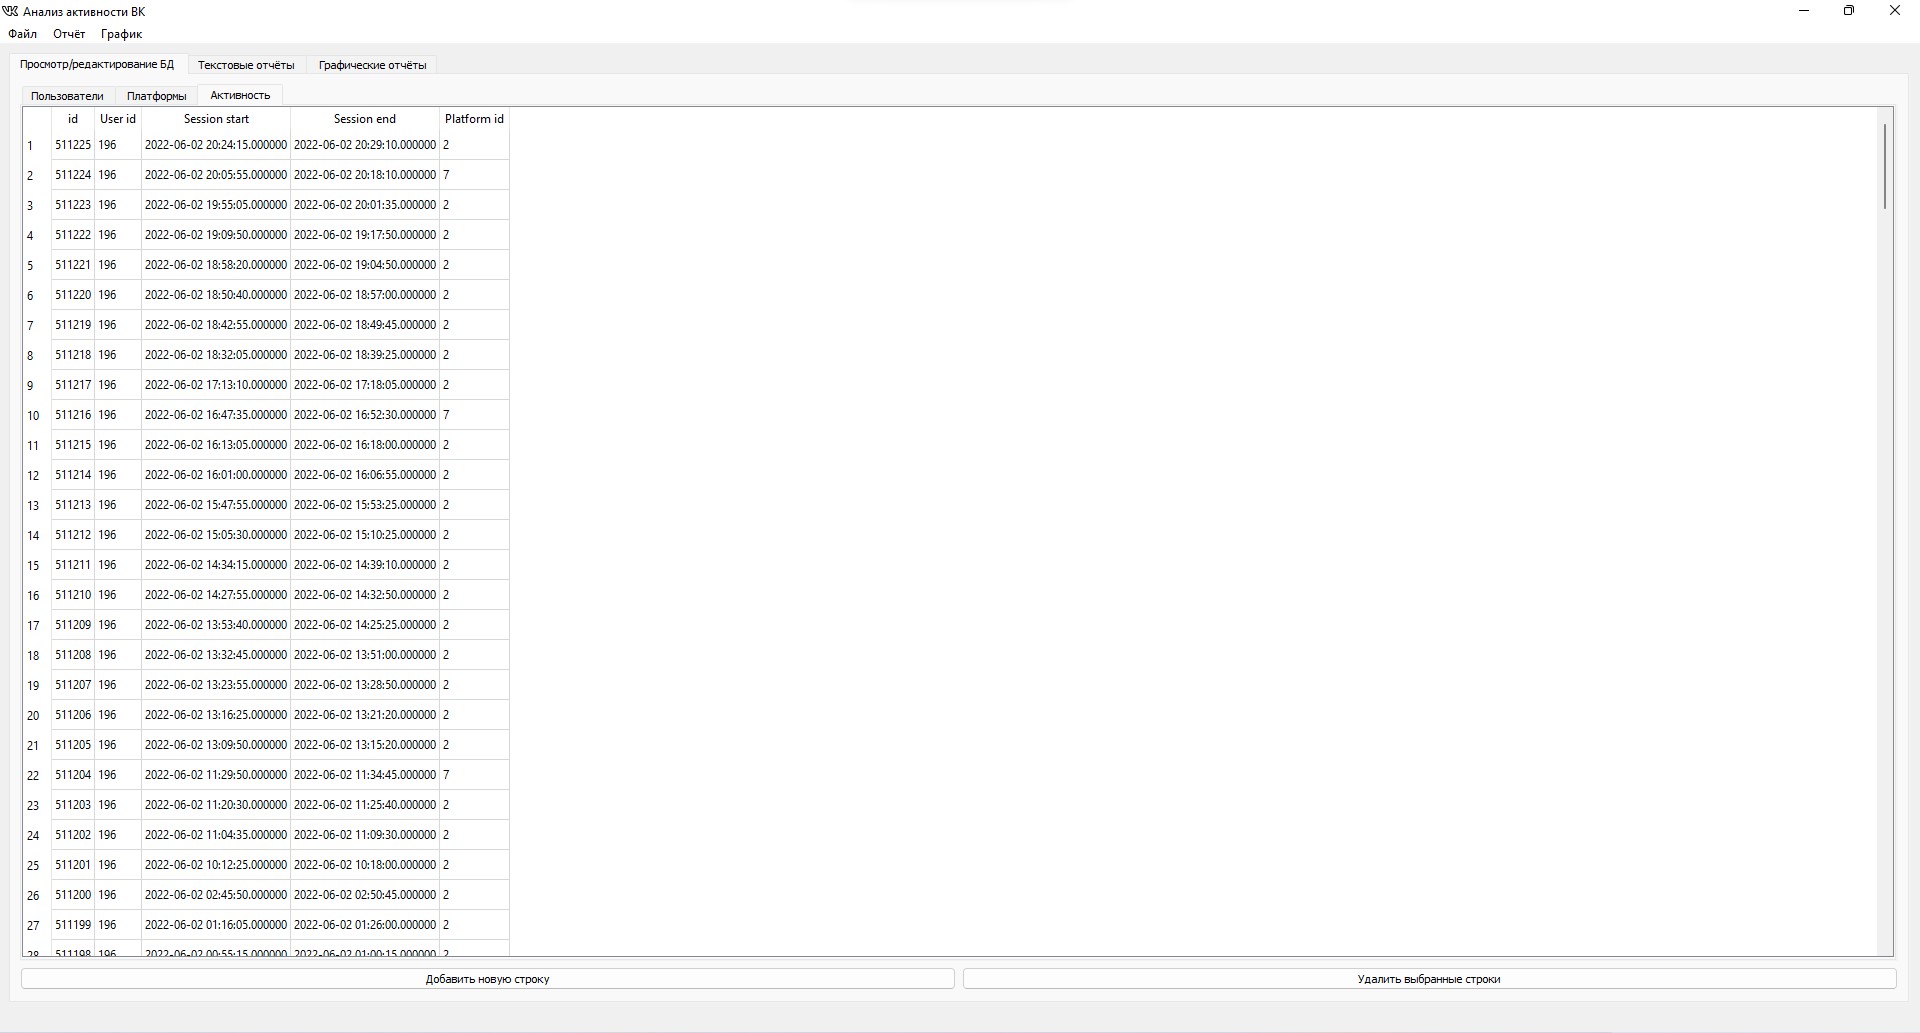 Анализ активности ВК
Файл Отчёт График
Просмотр/редактирование БД Текстовые отчёты Графические отчёты
Пользователи Платформы Активность
id User id Session start Session end Platform id
1 511225 196 2022-06-02 20:24:15.000000 2022-06-02 20:29:10.000000 2
2 511224 196 2022-06-02 20:05:55.000000 2022-06-02 20:18:10.000000 7
3 511223 196 2022-06-02 19:55:05.000000 2022-06-02 20:01:35.000000 2
4 511222 196 2022-06-02 19:09:50.000000 2022-06-02 19:17:50.000000 2
5 511221 196 2022-06-02 18:58:20.000000 2022-06-02 19:04:50.000000 2
6 511220 196 2022-06-02 18:50:40.000000 2022-06-02 18:57:00.000000 2
7 511219 196 2022-06-02 18:42:55.000000 2022-06-02 18:49:45.000000 2
8 511218 196 2022-06-02 18:32:05.000000 2022-06-02 18:39:25.000000 2
9 511217 196 2022-06-02 17:13:10.000000 2022-06-02 17:18:05.000000 2
10 511216 196 2022-06-02 16:47:35.000000 2022-06-02 16:52:30.000000 7
11 511215 196 2022-06-02 16:13:05.000000 2022-06-02 16:18:00.000000 2
12 511214 196 2022-06-02 16:01:00.000000 2022-06-02 16:06:55.000000 2
13 511213 196 2022-06-02 15:47:55.000000 2022-06-02 15:53:25.000000 2
14 511212 196 2022-06-02 15:05:30.000000 2022-06-02 15:10:25.000000 2
15 511211 196 2022-06-02 14:34:15.000000 2022-06-02 14:39:10.000000 2
16 511210 196 2022-06-02 14:27:55.000000 2022-06-02 14:32:50.000000 2
17 511209 196 2022-06-02 13:53:40.000000 2022-06-02 14:25:25.000000 2
18 511208 196 2022-06-02 13:32:45.000000 2022-06-02 13:51:00.000000 2
19 511207 196 2022-06-02 13:23:55.000000 2022-06-02 13:28:50.000000 2
20 511206 196 2022-06-02 13:16:25.000000 2022-06-02 13:21:20.000000 2
21 511205 196 2022-06-02 13:09:50.000000 2022-06-02 13:15:20.000000 2
22 511204 196 2022-06-02 11:29:50.000000 2022-06-02 11:34:45.000000 7
23 511203 196 2022-06-02 11:20:30.000000 2022-06-02 11:25:40.000000 2
24 511202 196 2022-06-02 11:04:35.000000 2022-06-02 11:09:30.000000 2
25 511201 196 2022-06-02 10:12:25.000000 2022-06-02 10:18:00.000000 2
26 511200 196 2022-06-02 02:45:50.000000 2022-06-02 02:50:45.000000 2
27 511199 196 2022-06-02 01:16:05.000000 2022-06-02 01:26:00.000000 2
28 511198 196 2022-06-02 00:55:15.000000 2022-06-02 01:00:15.000000 2
Добавить новую строку Удалить выбранные строки